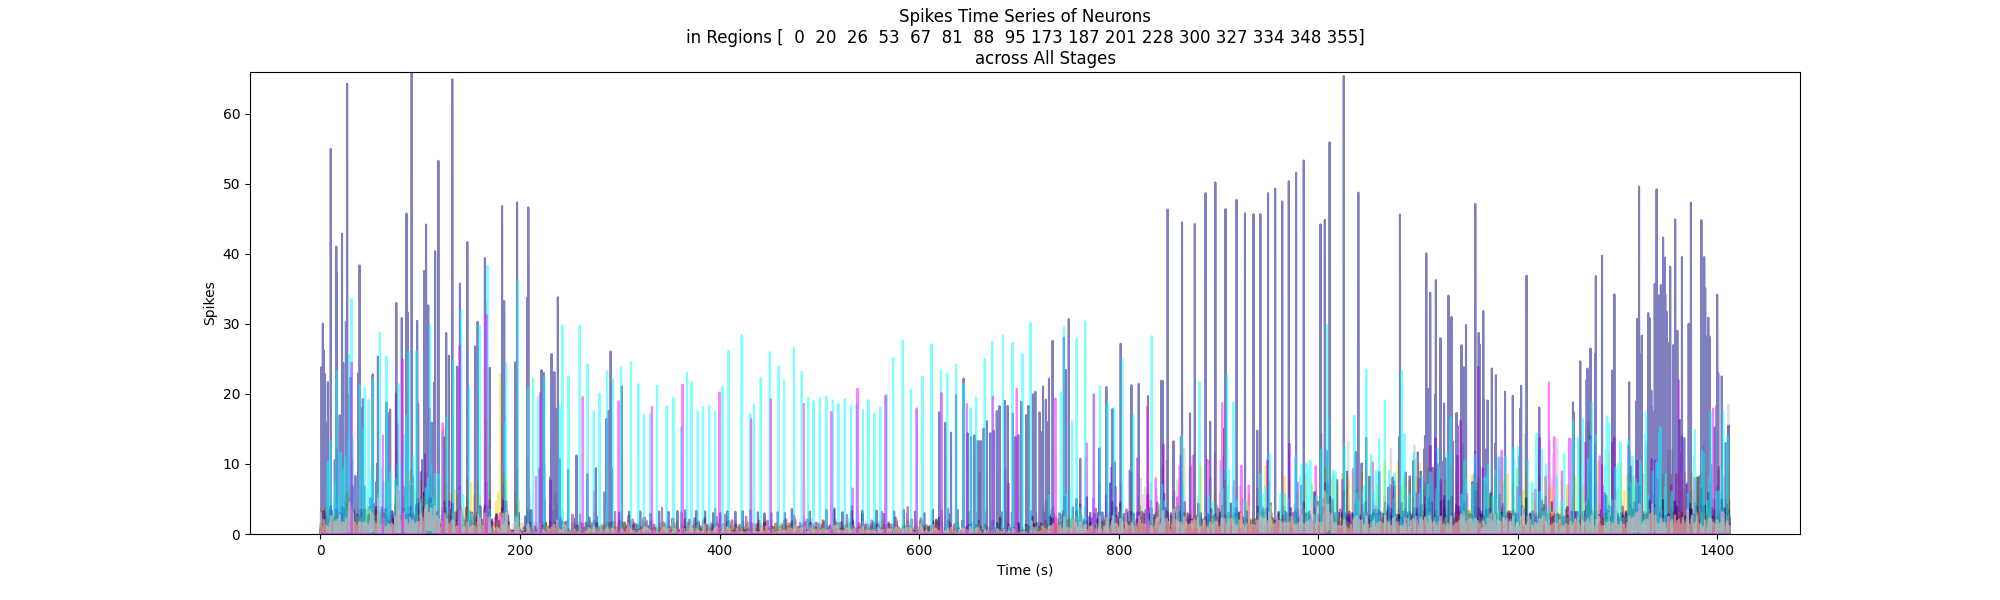 Spikes Time Series of Neurons
in Regions [  0  20  26  53  67  81  88  95 173 187 201 228 300 327 334 348 355]
across All Stages
60
50
40
30
20
10
0
Spikes
0 200 400 600 800 1000 1200 1400
Time (s)